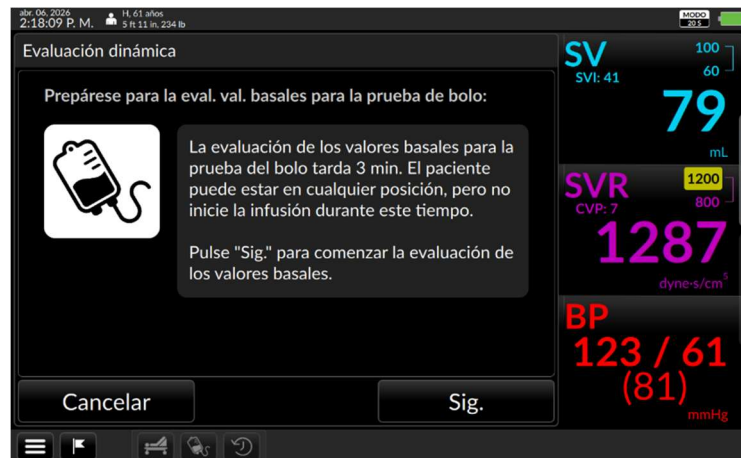 abr. 06, 2026
2:18:09 P. M.
H, 61 años
5 ft 11 in, 234 lb
MODO
20 S
Evaluación dinámica
Prepárese para la eval. val. basales para la prueba de bolo:
La evaluación de los valores basales para la
prueba del bolo tarda 3 min. El paciente
puede estar en cualquier posición, pero no
inicie la infusión durante este tiempo.
Pulse "Sig." para comenzar la evaluación de
los valores basales.
Cancelar
Sig.
SV
SVI: 41
100
60
79
mL
SVR
CVP: 7
1200
800
1287
dyne·s/cm⁵
BP
123 / 61
(81)
mmHg